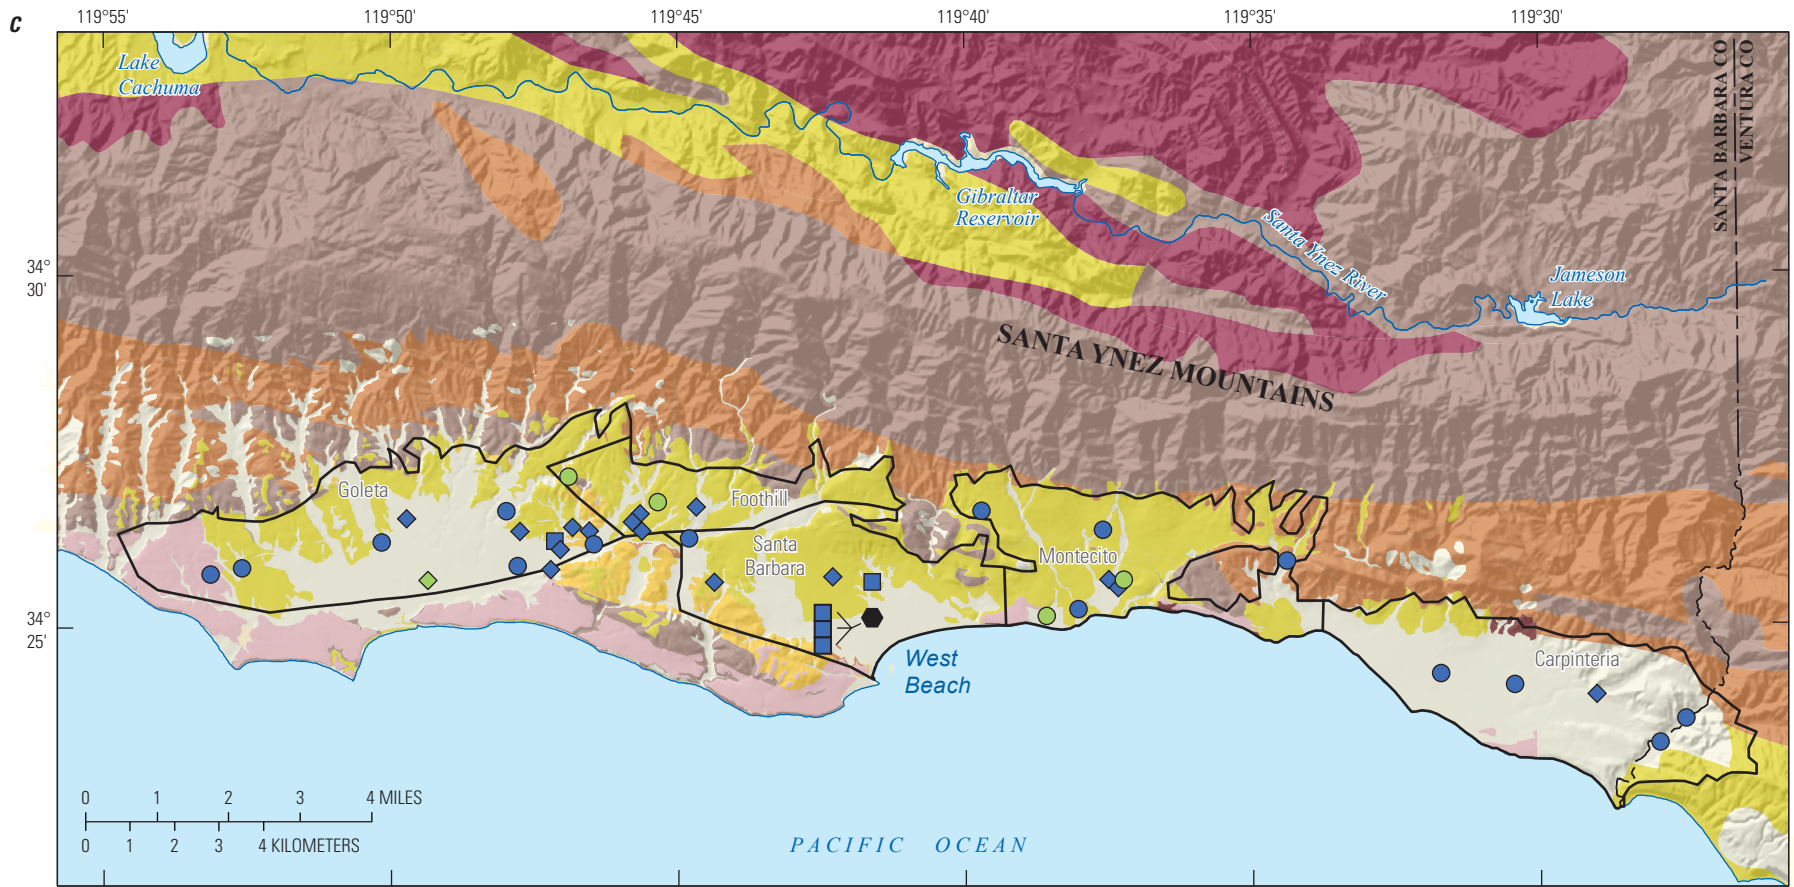 C
119°55' 119°50' 119°45' 119°40' 119°35' 119°30'
Lake
Cachuma
SANTA BARBARA CO
VENTURA CO
Gibraltar
Reservoir
Santa Ynez River
34°
30'
Jameson
Lake
SANTA YNEZ MOUNTAINS
Goleta
Foothill
Santa
Barbara
Montecito
34°
25'
Carpinteria
West
Beach
0 1 2 3 4 MILES
0 1 2 3 4 KILOMETERS
PACIFIC OCEAN